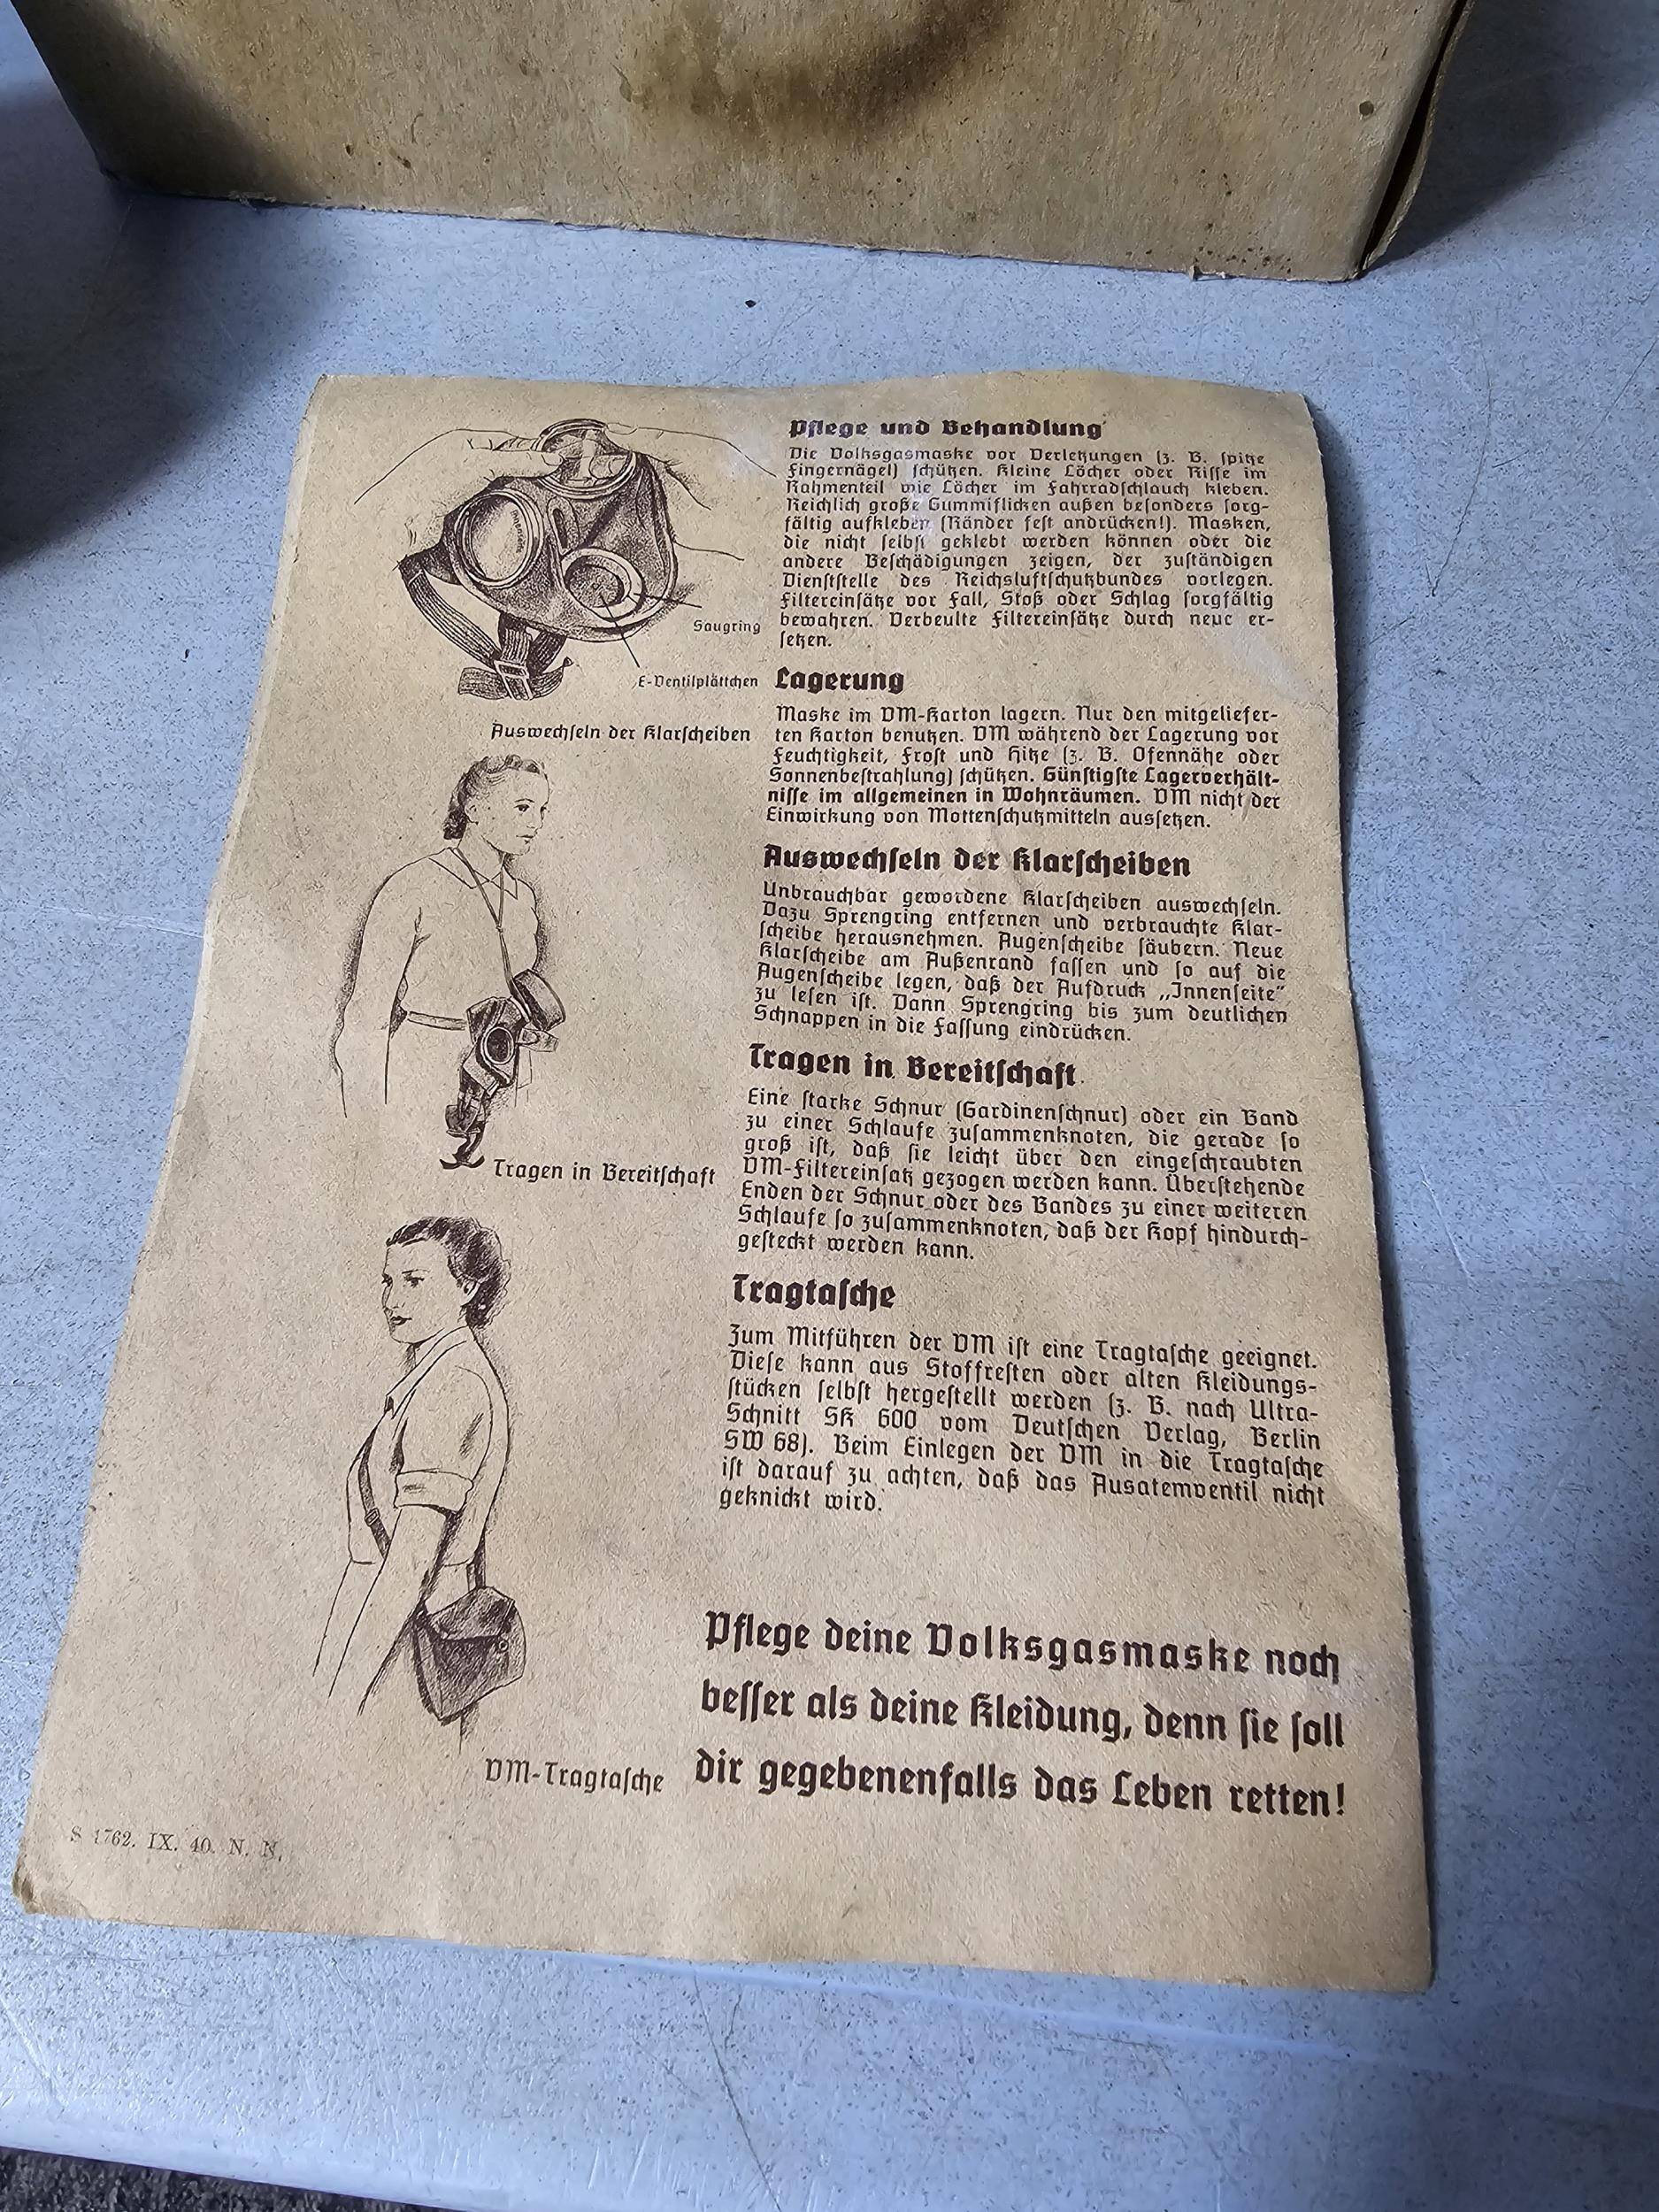 Pflege und Behandlung
Die Volksgasmaske vor Verletzungen (z. B. spitze
Fingernägel) schützen. Kleine Löcher oder Risse im
Rahmenteil wie Löcher im Fahrradschlauch kleben.
Reichlich große Gummiflicken außen besonders sorg-
fältig aufkleben (Ränder fest andrücken!). Masken,
die nicht selbst geklebt werden können oder die
andere Beschädigungen zeigen, der zuständigen
Dienststelle des Reichsluftschutzbundes vorlegen.
Filtereinsätze vor Fall, Stoß oder Schlag sorgfältig
bewahren. Verbeulte Filtereinsätze durch neue er-
setzen.
Saugring
E-Ventilplättchen
Auswechseln der Klarscheiben
Lagerung
Maske im VM-Karton lagern. Nur den mitgeliefer-
ten Karton benutzen. VM während der Lagerung vor
Feuchtigkeit, Frost und Hitze (z. B. Ofennähe oder
Sonnenbestrahlung) schützen. Günstigste Lagerverhält-
nisse im allgemeinen in Wohnräumen. VM nicht der
Einwirkung von Mottenschutzmitteln aussetzen.
Auswechseln der Klarscheiben
Unbrauchbar gewordene Klarscheiben auswechseln.
Dazu Sprengring entfernen und verbrauchte Klar-
scheibe herausnehmen. Augenscheibe säubern. Neue
Klarscheibe am Außenrand fassen und so auf die
Augenscheibe legen, daß der Aufdruck „Innenseite"
zu lesen ist. Dann Sprengring bis zum deutlichen
Schnappen in die Fassung eindrücken.
Tragen in Bereitschaft
Eine starke Schnur (Gardinenschnur) oder ein Band
zu einer Schlaufe zusammenknoten, die gerade so
groß ist, daß sie leicht über den eingeschraubten
VM-Filtereinsatz gezogen werden kann. Überstehende
Enden der Schnur oder des Bandes zu einer weiteren
Schlaufe so zusammenknoten, daß der Kopf hindurch-
gesteckt werden kann.
Tragen in Bereitschaft
Tragtasche
Zum Mitführen der VM ist eine Tragtasche geeignet.
Diese kann aus Stoffresten oder alten Kleidungs-
stücken selbst hergestellt werden (z. B. nach Ultra-
Schnitt SK 600 vom Deutschen Verlag, Berlin
SW 68). Beim Einlegen der VM in die Tragtasche
ist darauf zu achten, daß das Ausatemventil nicht
geknickt wird.
VM-Tragtasche
Pflege deine Volksgasmaske noch
besser als deine Kleidung, denn sie soll
dir gegebenenfalls das Leben retten!
S 1762. IX. 40. N. N.